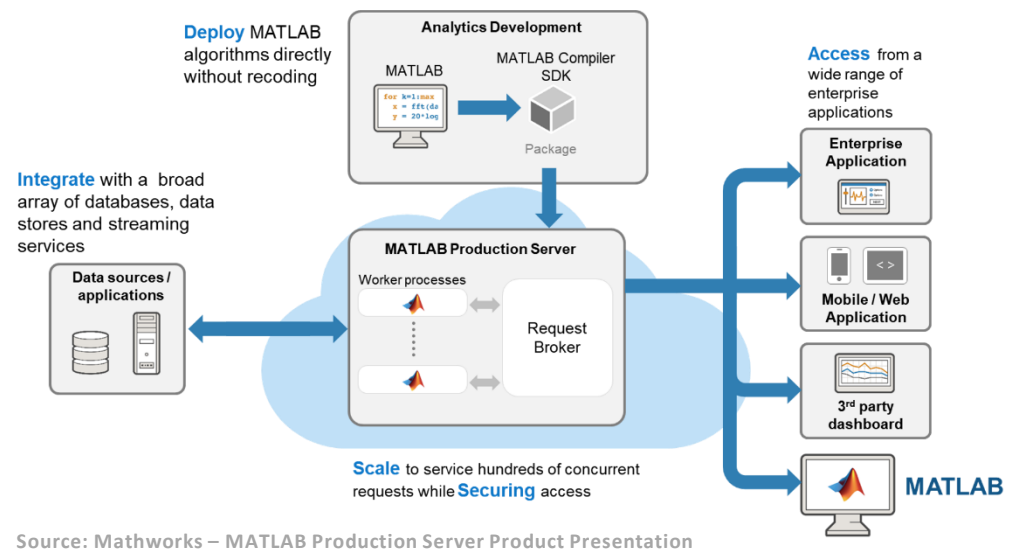 Deploy MATLAB
algorithms directly
without recoding
Analytics Development
MATLAB
MATLAB Compiler
SDK
for k=1:max
x = fft(da
y = 20*log
Package
Access from a
wide range of
enterprise
applications
Integrate with a broad
array of databases, data
stores and streaming
services
Data sources /
applications
MATLAB Production Server
Worker processes
Request
Broker
Enterprise
Application
< >
Mobile / Web
Application
3rd party
dashboard
MATLAB
Scale to service hundreds of concurrent
requests while Securing access
Source: Mathworks – MATLAB Production Server Product Presentation